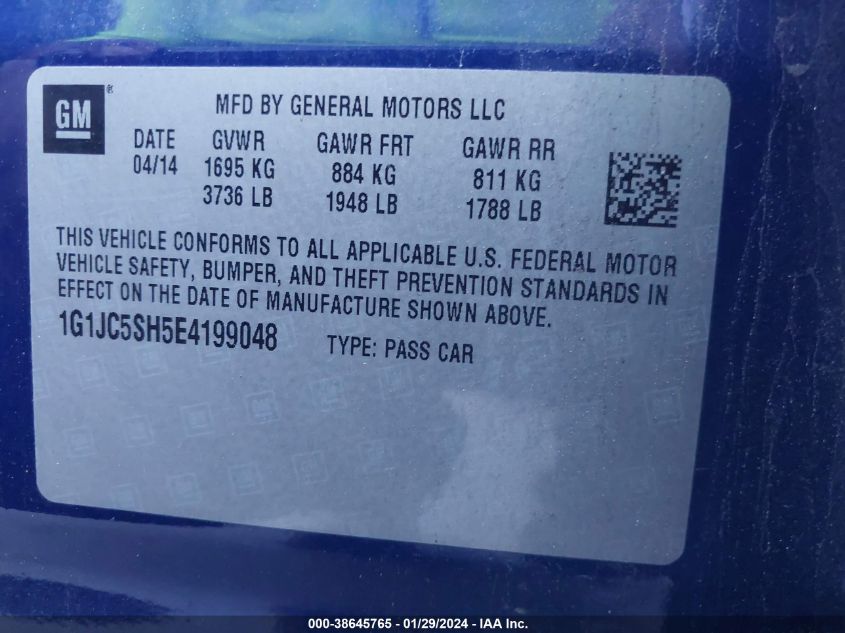 GM ®
MFD BY GENERAL MOTORS LLC
DATE GVWR GAWR FRT GAWR RR
04/14 1695 KG 884 KG 811 KG
3736 LB 1948 LB 1788 LB
THIS VEHICLE CONFORMS TO ALL APPLICABLE U.S. FEDERAL MOTOR
VEHICLE SAFETY, BUMPER, AND THEFT PREVENTION STANDARDS IN
EFFECT ON THE DATE OF MANUFACTURE SHOWN ABOVE.
1G1JC5SH5E4199048 TYPE: PASS CAR
000-38645765 - 01/29/2024 - IAA Inc.